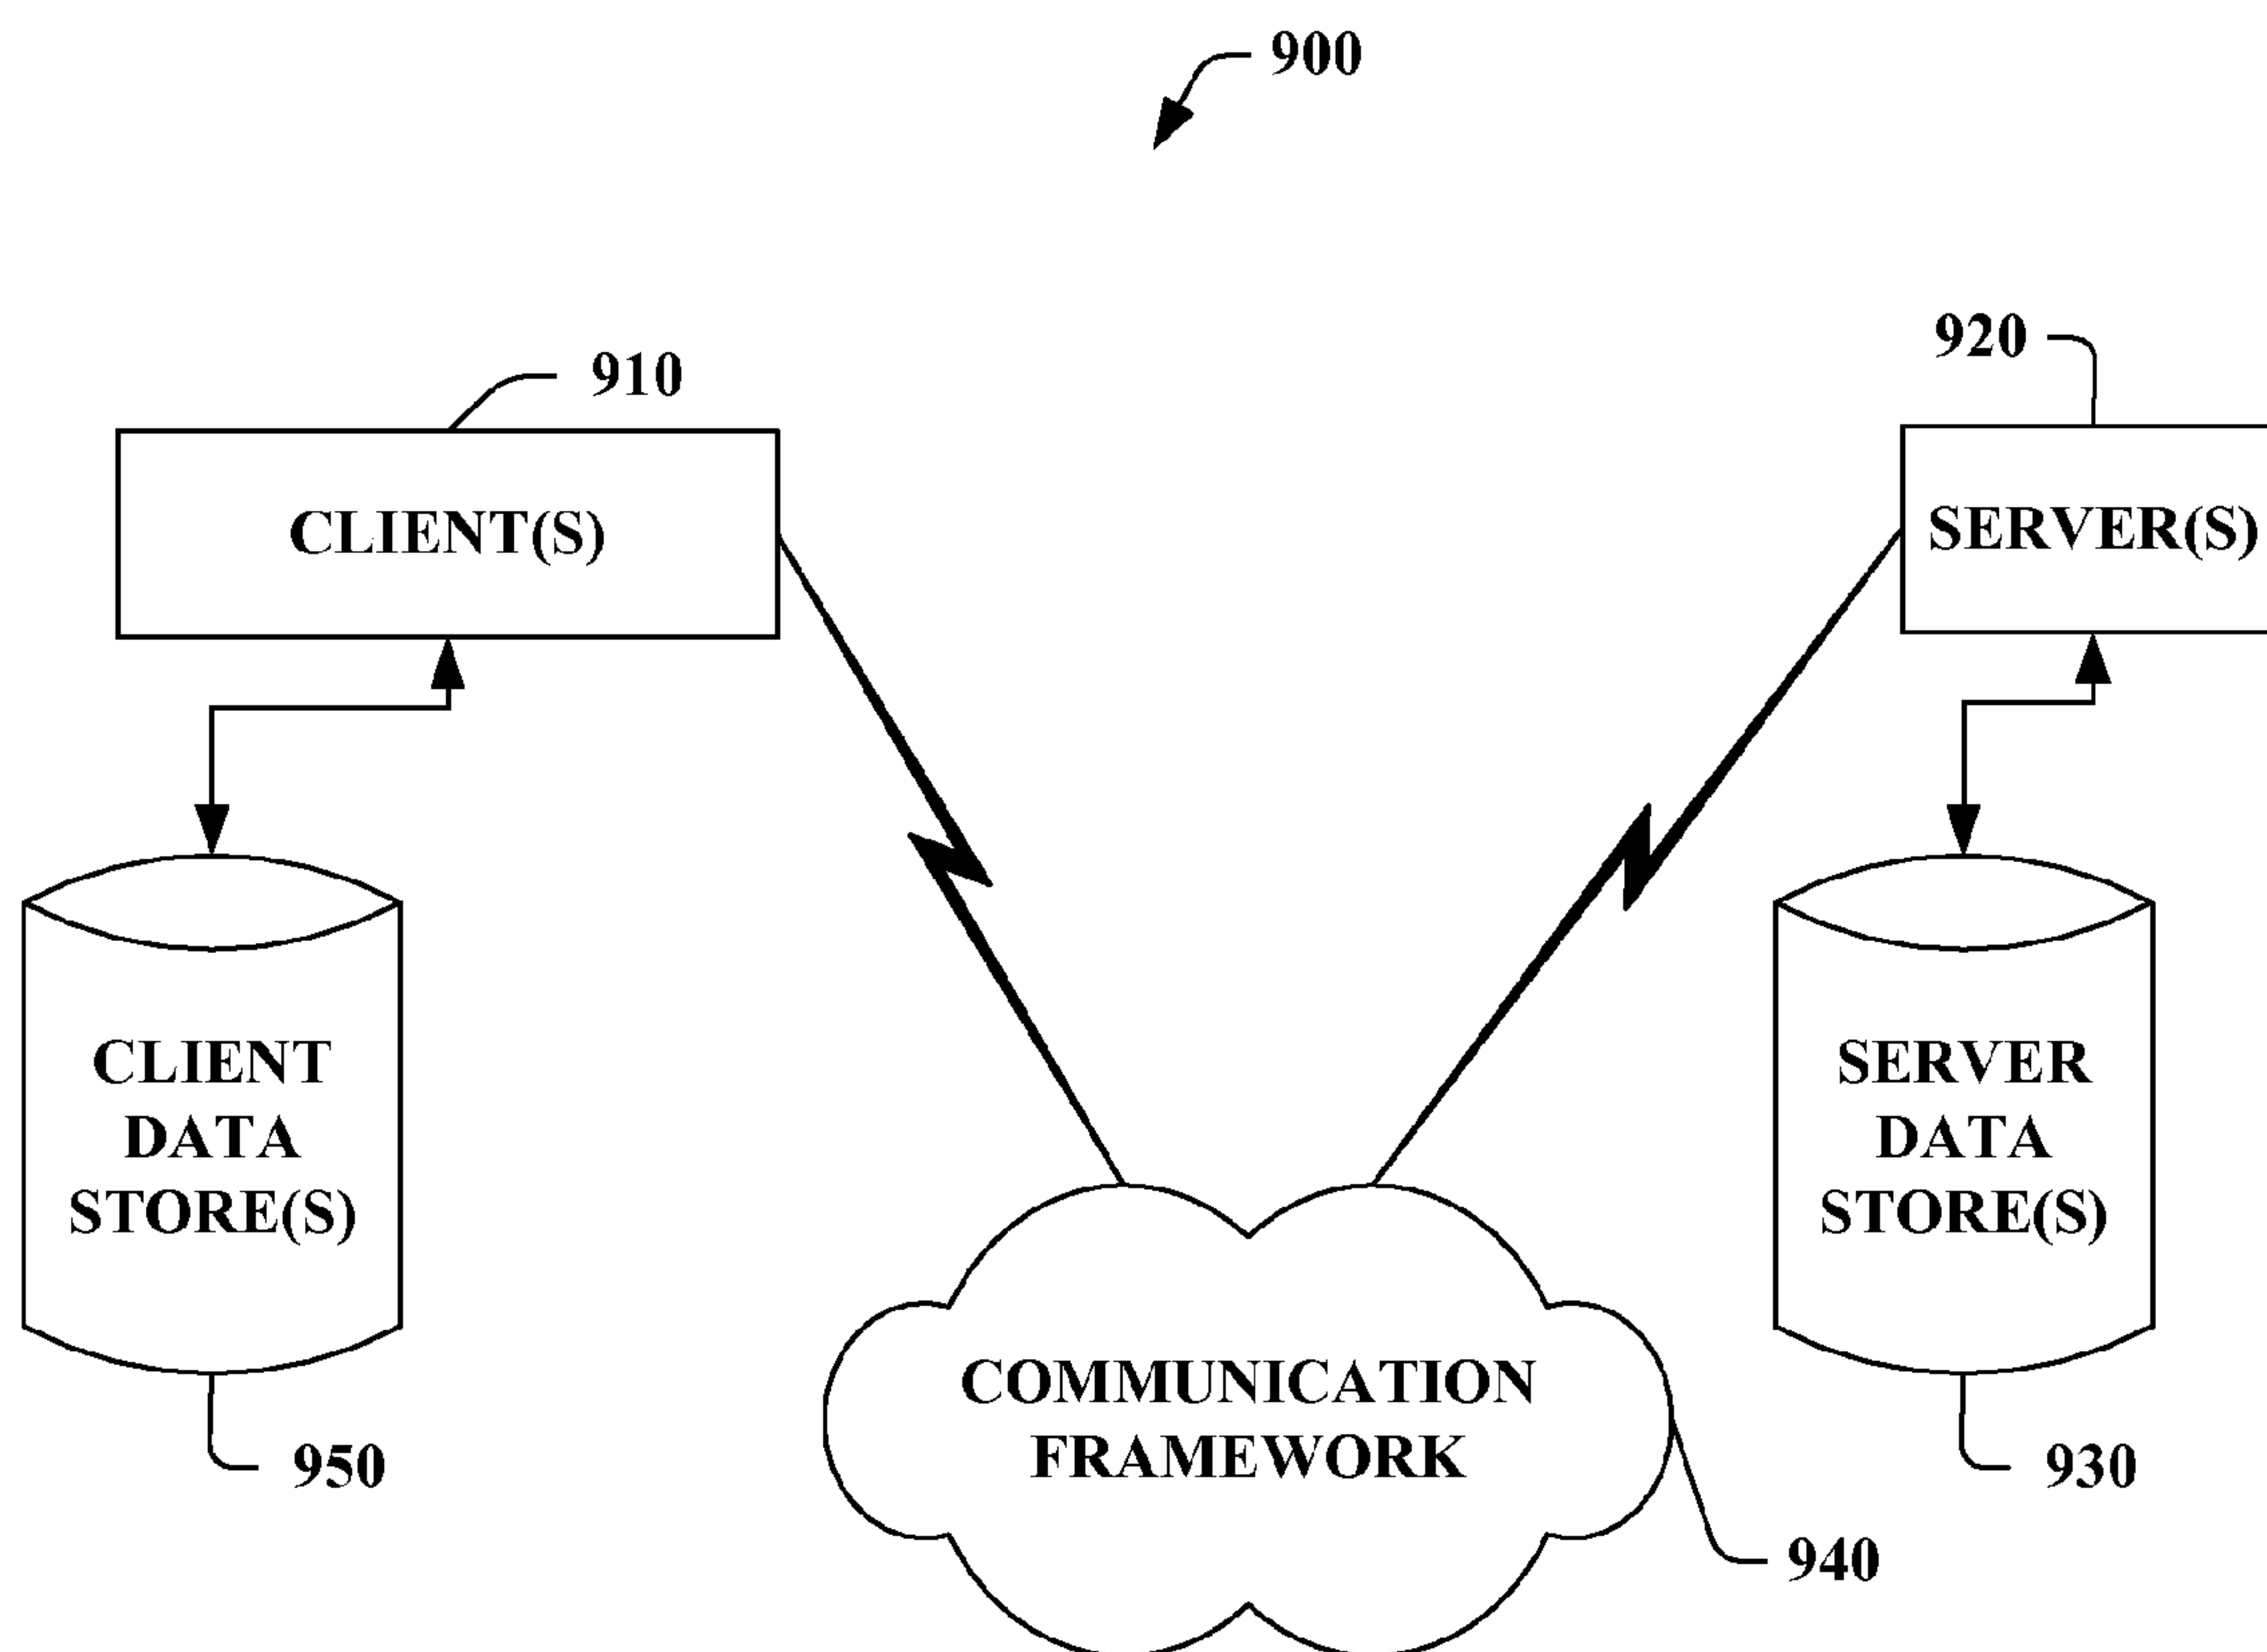 900
910
920
CLIENT(S)
SERVER(S)
CLIENT
DATA
STORE(S)
SERVER
DATA
STORE(S)
COMMUNICATION
FRAMEWORK
950
930
940